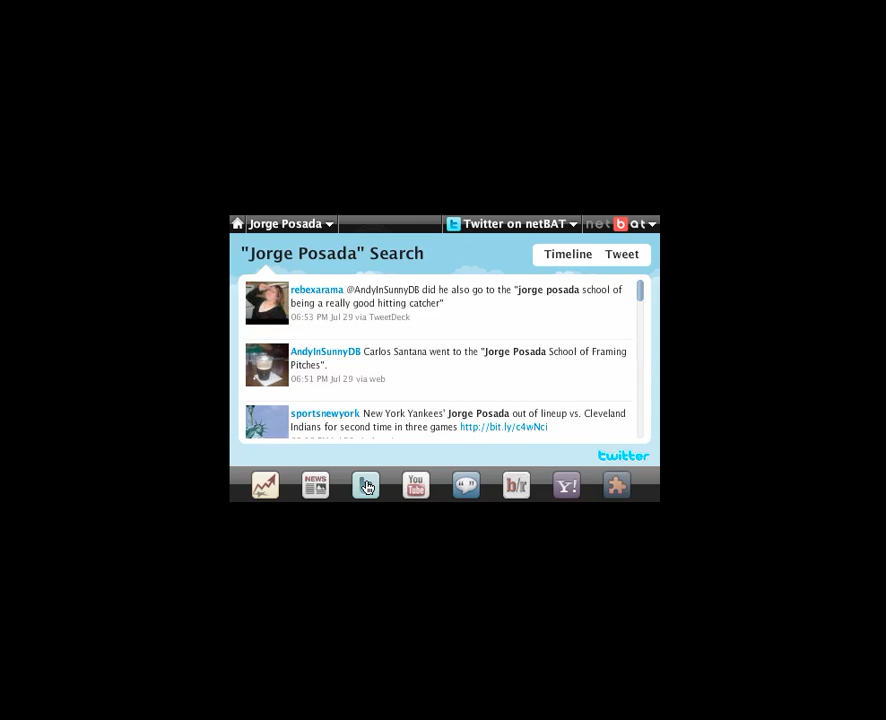 Jorge Posada
Twitter on netBAT
net b at
"Jorge Posada" Search
Timeline Tweet
rebexarama @AndyInSunnyDB did he also go to the "jorge posada school of
being a really good hitting catcher"
06:53 PM Jul 29 via TweetDeck
AndyInSunnyDB Carlos Santana went to the "Jorge Posada School of Framing
Pitches".
06:51 PM Jul 29 via web
sportsnewyork New York Yankees' Jorge Posada out of lineup vs. Cleveland
Indians for second time in three games http://bit.ly/c4wNci
twitter
NEWS
You
Tube
b/r
Y!